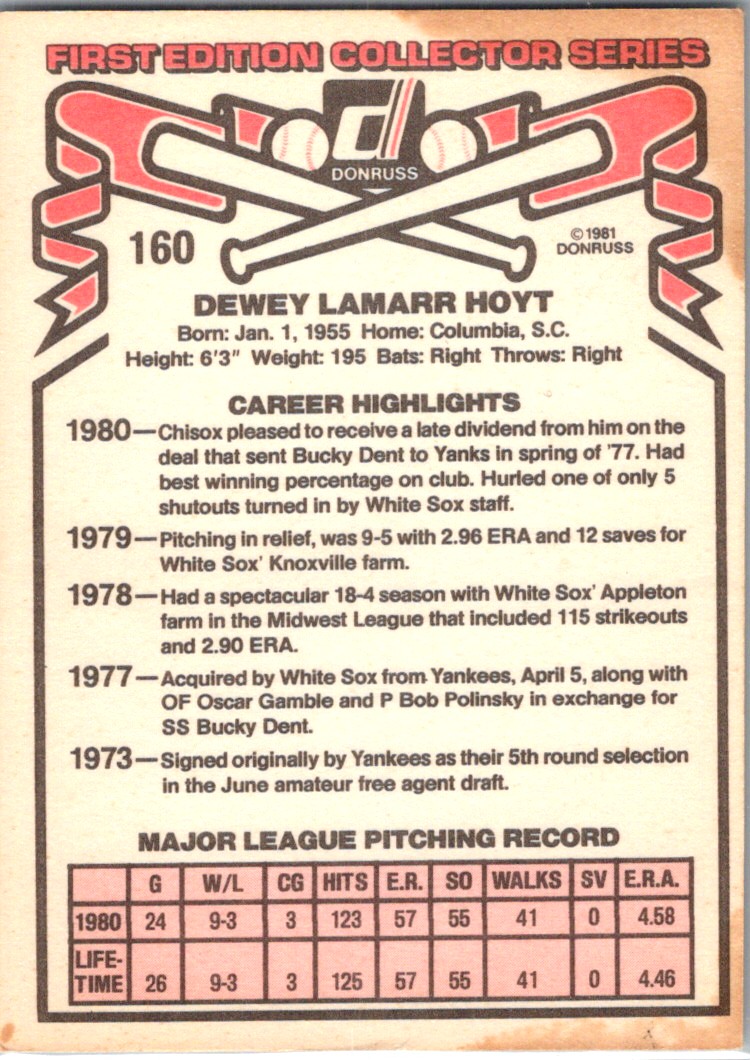 FIRST EDITION COLLECTOR SERIES
d
DONRUSS
160
©1981
DONRUSS
DEWEY LAMARR HOYT
Born: Jan. 1, 1955 Home: Columbia, S.C.
Height: 6'3" Weight: 195 Bats: Right Throws: Right
CAREER HIGHLIGHTS
1980—Chisox pleased to receive a late dividend from him on the
deal that sent Bucky Dent to Yanks in spring of '77. Had
best winning percentage on club. Hurled one of only 5
shutouts turned in by White Sox staff.
1979—Pitching in relief, was 9-5 with 2.96 ERA and 12 saves for
White Sox' Knoxville farm.
1978—Had a spectacular 18-4 season with White Sox' Appleton
farm in the Midwest League that included 115 strikeouts
and 2.90 ERA.
1977—Acquired by White Sox from Yankees, April 5, along with
OF Oscar Gamble and P Bob Polinsky in exchange for
SS Bucky Dent.
1973—Signed originally by Yankees as their 5th round selection
in the June amateur free agent draft.
MAJOR LEAGUE PITCHING RECORD
G W/L CG HITS E.R. SO WALKS SV E.R.A.
1980 24 9-3 3 123 57 55 41 0 4.58
LIFE-
TIME 26 9-3 3 125 57 55 41 0 4.46